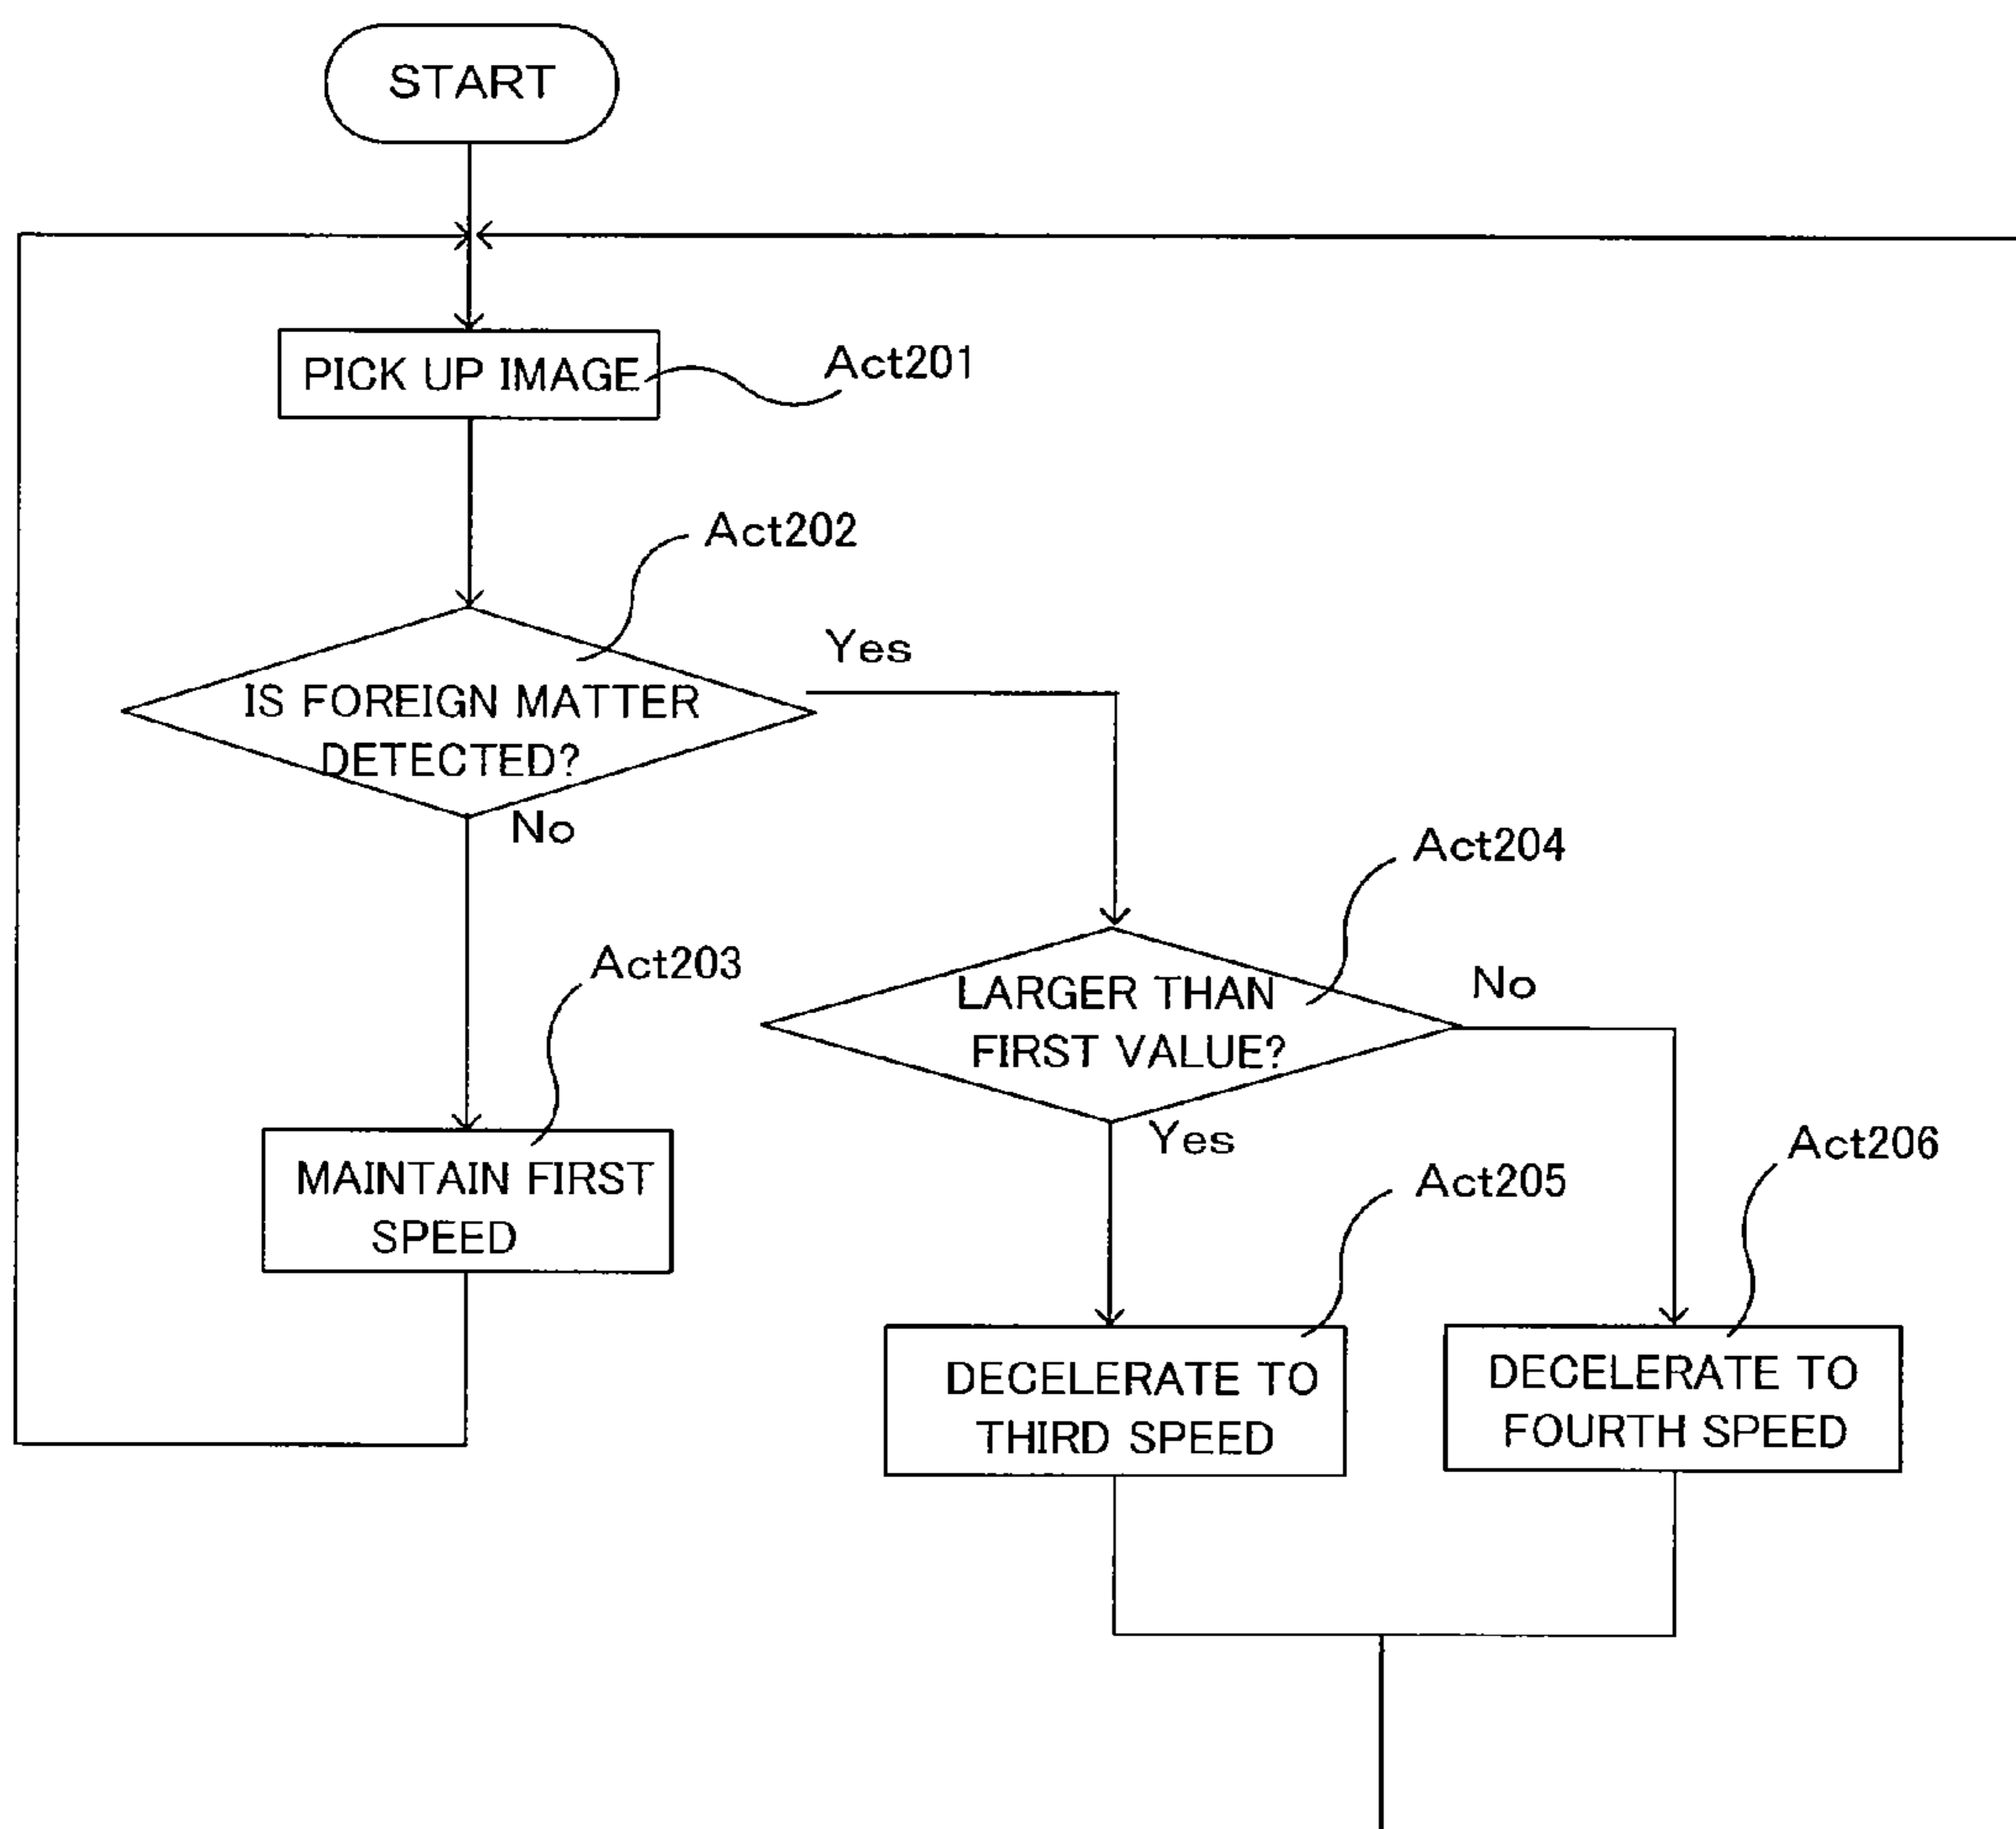 START
PICK UP IMAGE
Act201
Act202
Yes
IS FOREIGN MATTER
DETECTED?
No
Act204
Act203
LARGER THAN
FIRST VALUE?
No
Yes
MAINTAIN FIRST
SPEED
Act205
Act206
DECELERATE TO
THIRD SPEED
DECELERATE TO
FOURTH SPEED